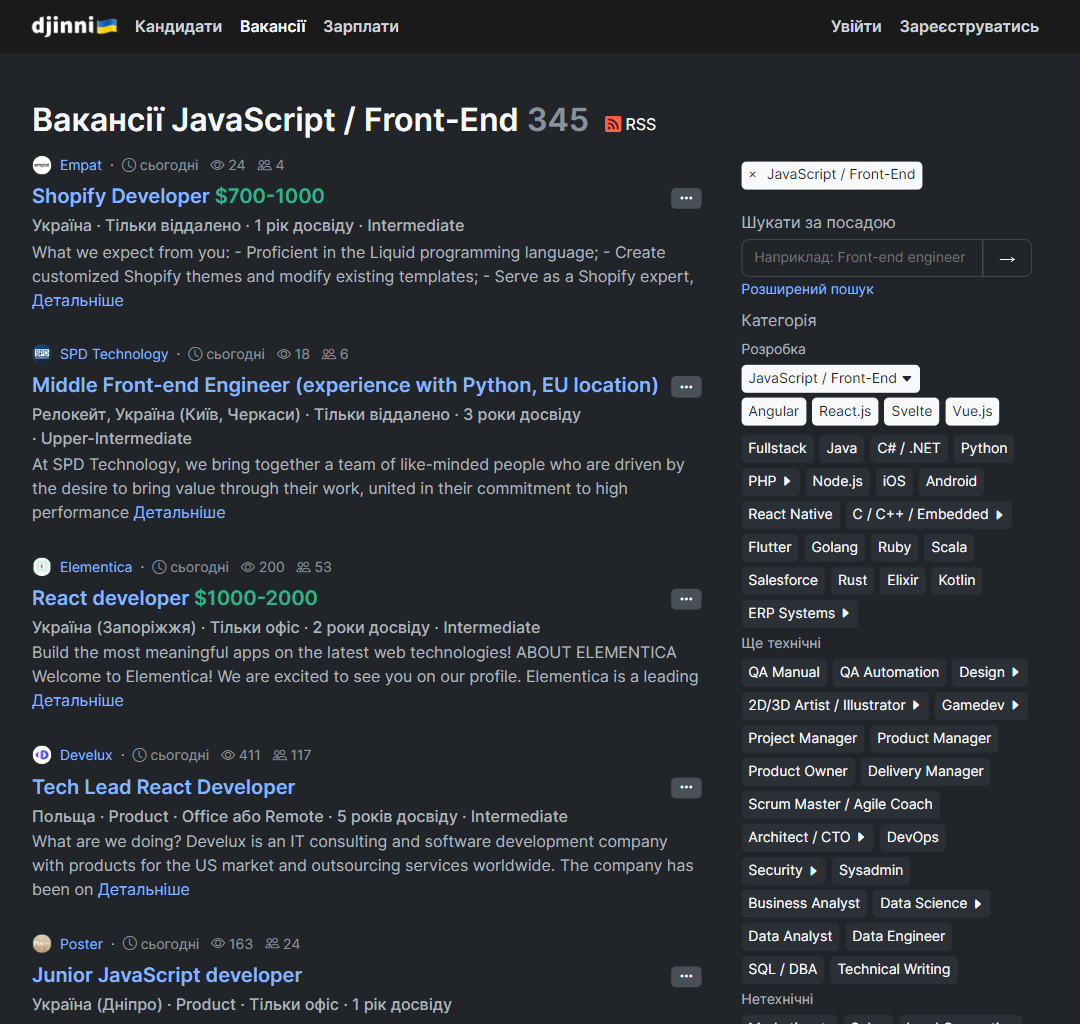 djinni Кандидати Вакансії Зарплати Увійти Зареєструватись
Вакансії JavaScript / Front-End 345 RSS
Empat · сьогодні 24 4
Shopify Developer $700-1000
Україна · Тільки віддалено · 1 рік досвіду · Intermediate
What we expect from you: - Proficient in the Liquid programming language; - Create
customized Shopify themes and modify existing templates; - Serve as a Shopify expert,
Детальніше
SPD Technology · сьогодні 18 6
Middle Front-end Engineer (experience with Python, EU location)
Релокейт, Україна (Київ, Черкаси) · Тільки віддалено · 3 роки досвіду
· Upper-Intermediate
At SPD Technology, we bring together a team of like-minded people who are driven by
the desire to bring value through their work, united in their commitment to high
performance Детальніше
Elementica · сьогодні 200 53
React developer $1000-2000
Україна (Запоріжжя) · Тільки офіс · 2 роки досвіду · Intermediate
Build the most meaningful apps on the latest web technologies! ABOUT ELEMENTICA
Welcome to Elementica! We are excited to see you on our profile. Elementica is a leading
Детальніше
Develux · сьогодні 411 117
Tech Lead React Developer
Польща · Product · Office або Remote · 5 років досвіду · Intermediate
What are we doing? Develux is an IT consulting and software development company
with products for the US market and outsourcing services worldwide. The company has
been on Детальніше
Poster · сьогодні 163 24
Junior JavaScript developer
Україна (Дніпро) · Product · Тільки офіс · 1 рік досвіду
× JavaScript / Front-End
Шукати за посадою
Наприклад: Front-end engineer →
Розширений пошук
Категорія
Розробка
JavaScript / Front-End
Angular React.js Svelte Vue.js
Fullstack Java C# / .NET Python
PHP Node.js iOS Android
React Native C / C++ / Embedded
Flutter Golang Ruby Scala
Salesforce Rust Elixir Kotlin
ERP Systems
Ще технічні
QA Manual QA Automation Design
2D/3D Artist / Illustrator Gamedev
Project Manager Product Manager
Product Owner Delivery Manager
Scrum Master / Agile Coach
Architect / CTO DevOps
Security Sysadmin
Business Analyst Data Science
Data Analyst Data Engineer
SQL / DBA Technical Writing
Нетехнічні